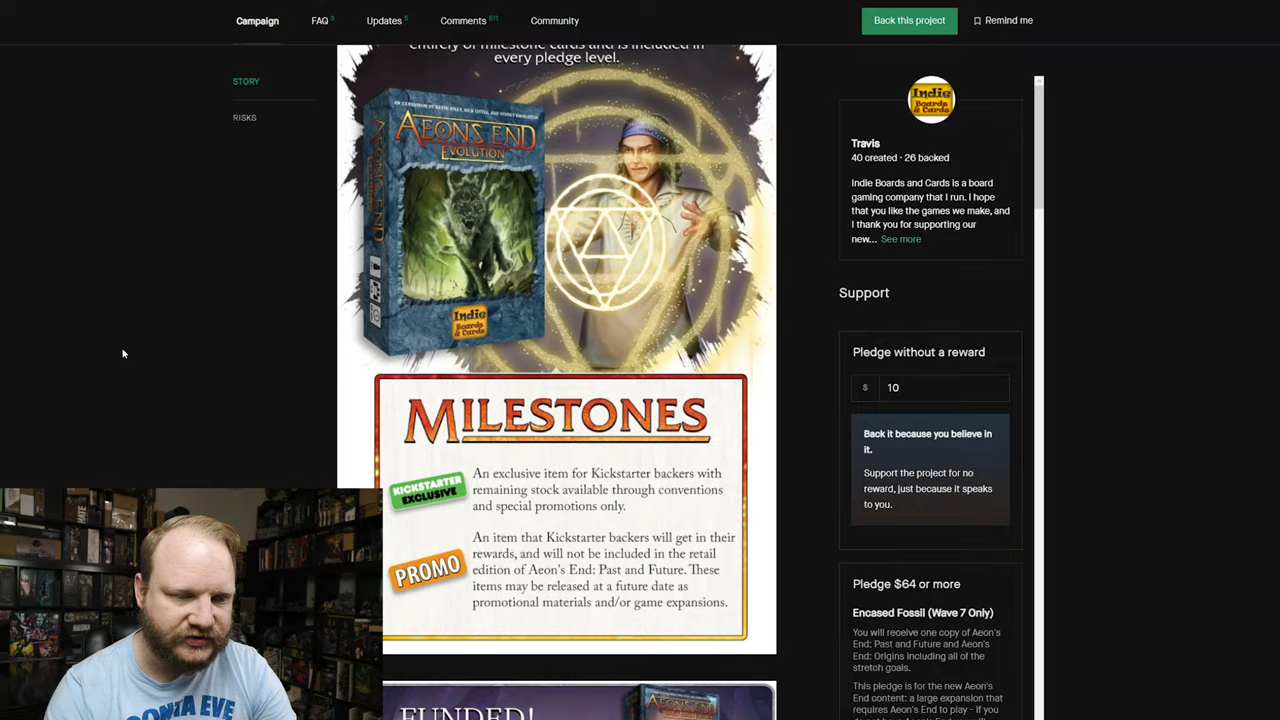 Campaign
FAQ 3
Updates 5
Comments 511
Community
Back this project
Remind me
STORY
RISKS
entirely of milestone cards and is included in
every pledge level.
AEON'S END
EVOLUTION
AEON'S END
Indie
Boards
& Cards
MILESTONES
KICKSTARTER
EXCLUSIVE
An exclusive item for Kickstarter backers with
remaining stock available through conventions
and special promotions only.
PROMO
An item that Kickstarter backers will get in their
rewards, and will not be included in the retail
edition of Aeon's End: Past and Future. These
items may be released at a future date as
promotional materials and/or game expansions.
FUNDED!
AEON'S END
Indie
Boards & Cards
Travis
40 created · 26 backed
Indie Boards and Cards is a board
gaming company that I run. I hope
that you like the games we make, and
I thank you for supporting our
new... See more
Support
Pledge without a reward
$ 10
Back it because you believe in
it.
Support the project for no
reward, just because it speaks
to you.
Pledge $64 or more
Encased Fossil (Wave 7 Only)
You will receive one copy of Aeon's
End: Past and Future and Aeon's
End: Origins including all of the
stretch goals.
This pledge is for the new Aeon's
End content: a large expansion that
requires Aeon's End to play - if you